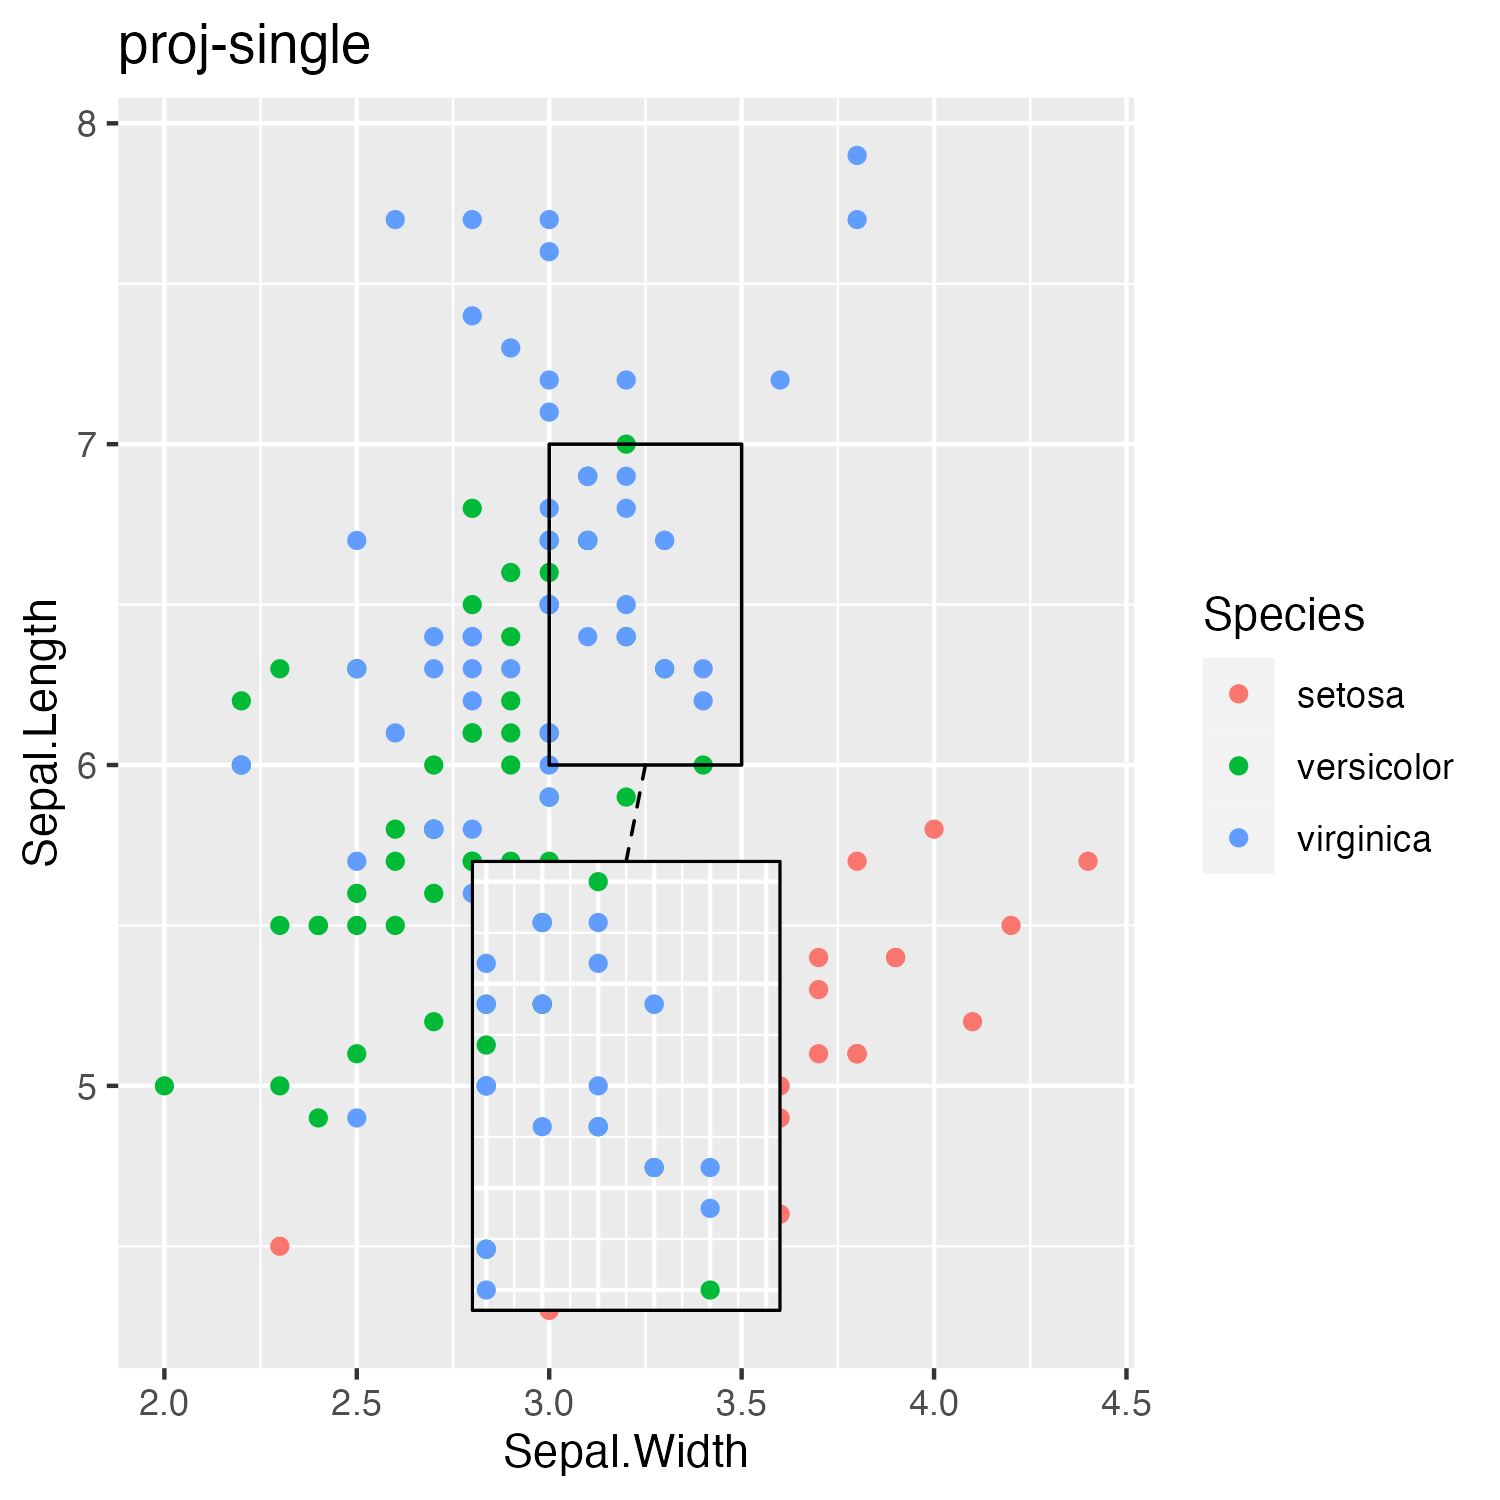 proj-single
8
7
6
5
Sepal.Length
2.0 2.5 3.0 3.5 4.0 4.5
Sepal.Width
Species
setosa
versicolor
virginica